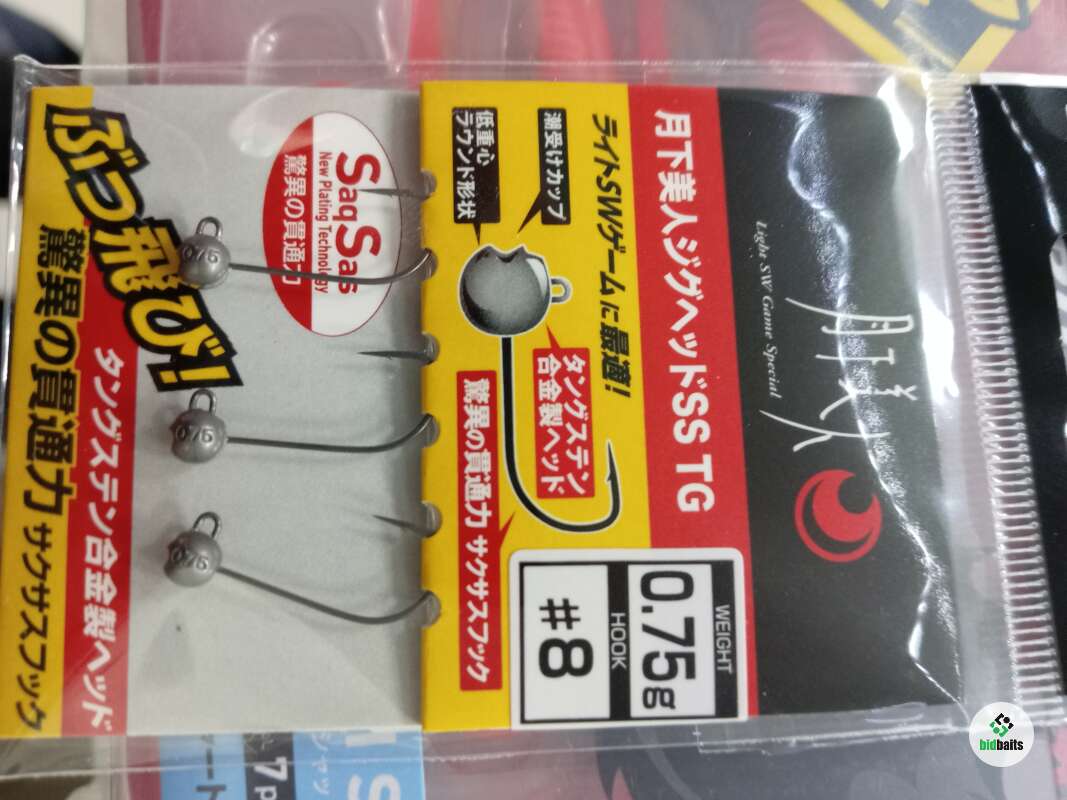 月下美人
Light SW Game Special
月下美人ジグヘッドSS TG
WEIGHT
0.75g
HOOK
#8
ライトSWゲームに最適!
潮受けカップ
低重心
ラウンド形状
タングステン
合金製ヘッド
驚異の貫通力 サクサスフック
SaqSas
New Plating Technology
驚異の貫通力
0.75
0.75
0.75
ぶっ飛び!
タングステン合金製ヘッド
驚異の貫通力 サクサスフック
bidbaits